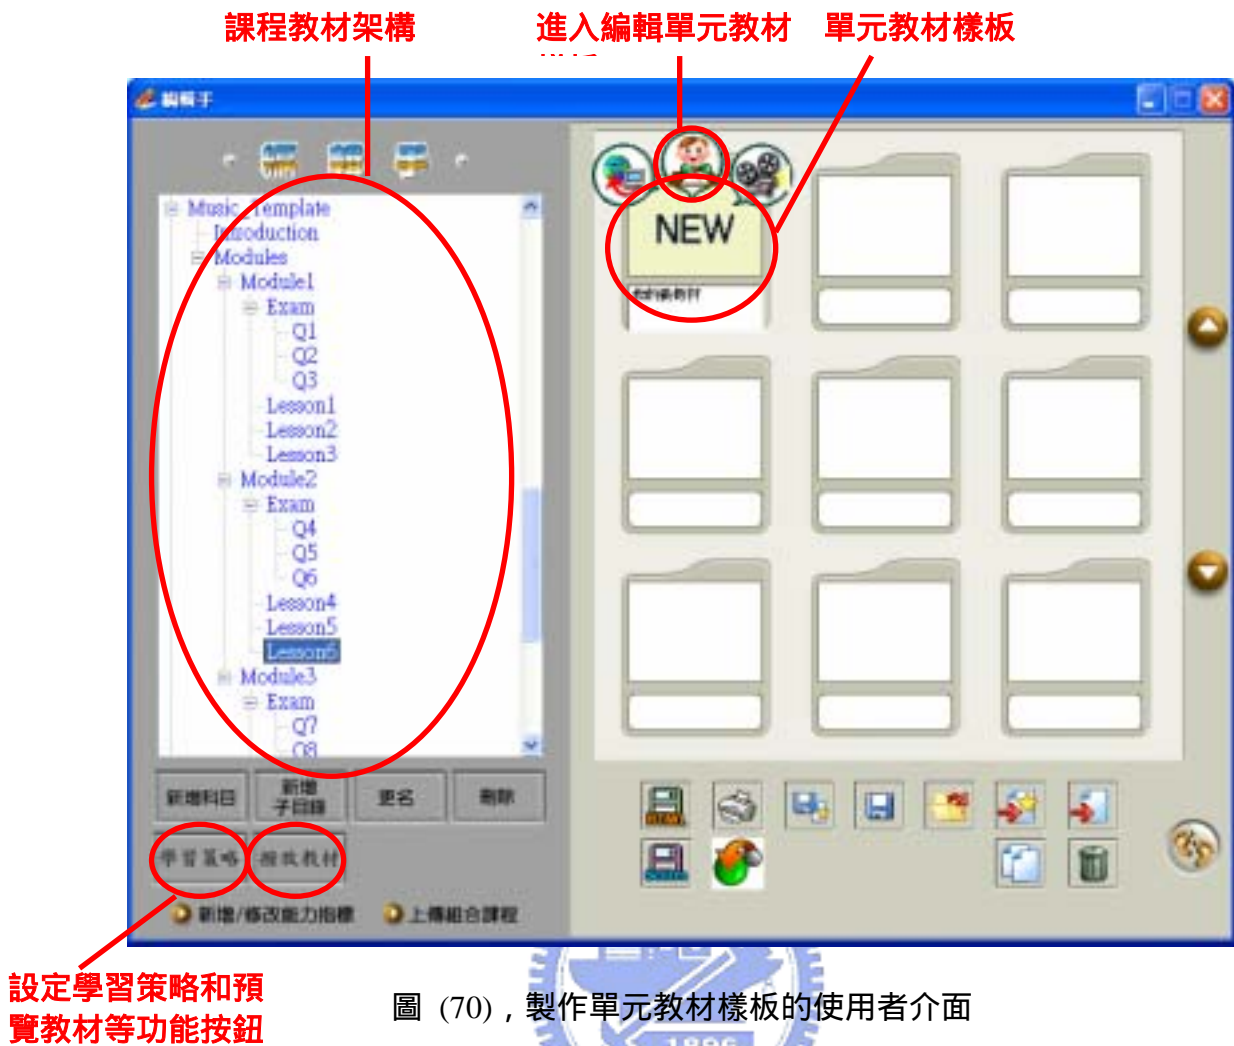 課程教材架構
進入編輯單元教材
單元教材樣板
編輯手
Music_Template
Introduction
Modules
Module1
Exam
Q1
Q2
Q3
Lesson1
Lesson2
Lesson3
Module2
Exam
Q4
Q5
Q6
Lesson4
Lesson5
Lesson6
Module3
Exam
Q7
Q8
NEW
新增科目
新增
子目錄
更名
刪除
學習策略
播放教材
新增/修改能力指標
上傳組合課程
設定學習策略和預
覽教材等功能按鈕
圖 (70)，製作單元教材樣板的使用者介面
1896